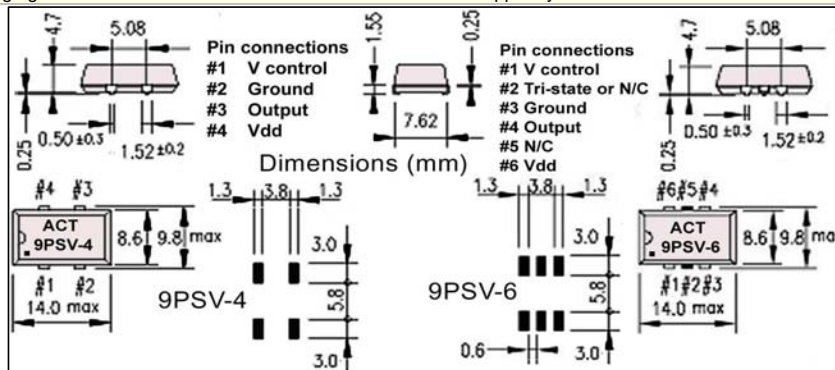 4.7
5.08
0.25
0.50 ±0.3
1.52 ±0.2
Pin connections
#1 V control
#2 Ground
#3 Output
#4 Vdd
1.55
0.25
7.62
Pin connections
#1 V control
#2 Tri-state or N/C
#3 Ground
#4 Output
#5 N/C
#6 Vdd
4.7
5.08
0.25
0.50 ±0.3
1.52 ±0.2
Dimensions (mm)
#4 #3
ACT
9PSV-4
8.6
9.8 max
#1 #2
14.0 max
1.3 3.8 1.3
3.0
5.8
3.0
9PSV-4
1.3 3.8 1.3
3.0
5.8
3.0
0.6
9PSV-6
#6 #5 #4
ACT
9PSV-6
8.6
9.8 ma
#1 #2 #3
14.0 max